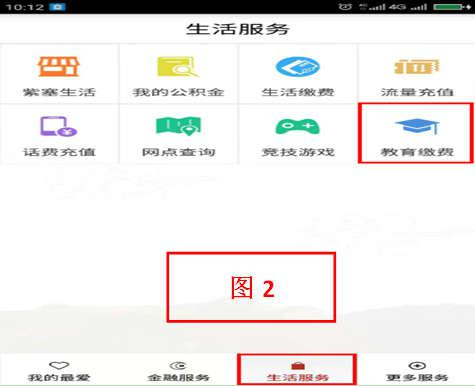 10:12 4G
生活服务
紫塞生活 我的公积金 生活缴费 流量充值
话费充值 网点查询 竞技游戏 教育缴费
图 2
我的最爱 金融服务 生活服务 更多服务